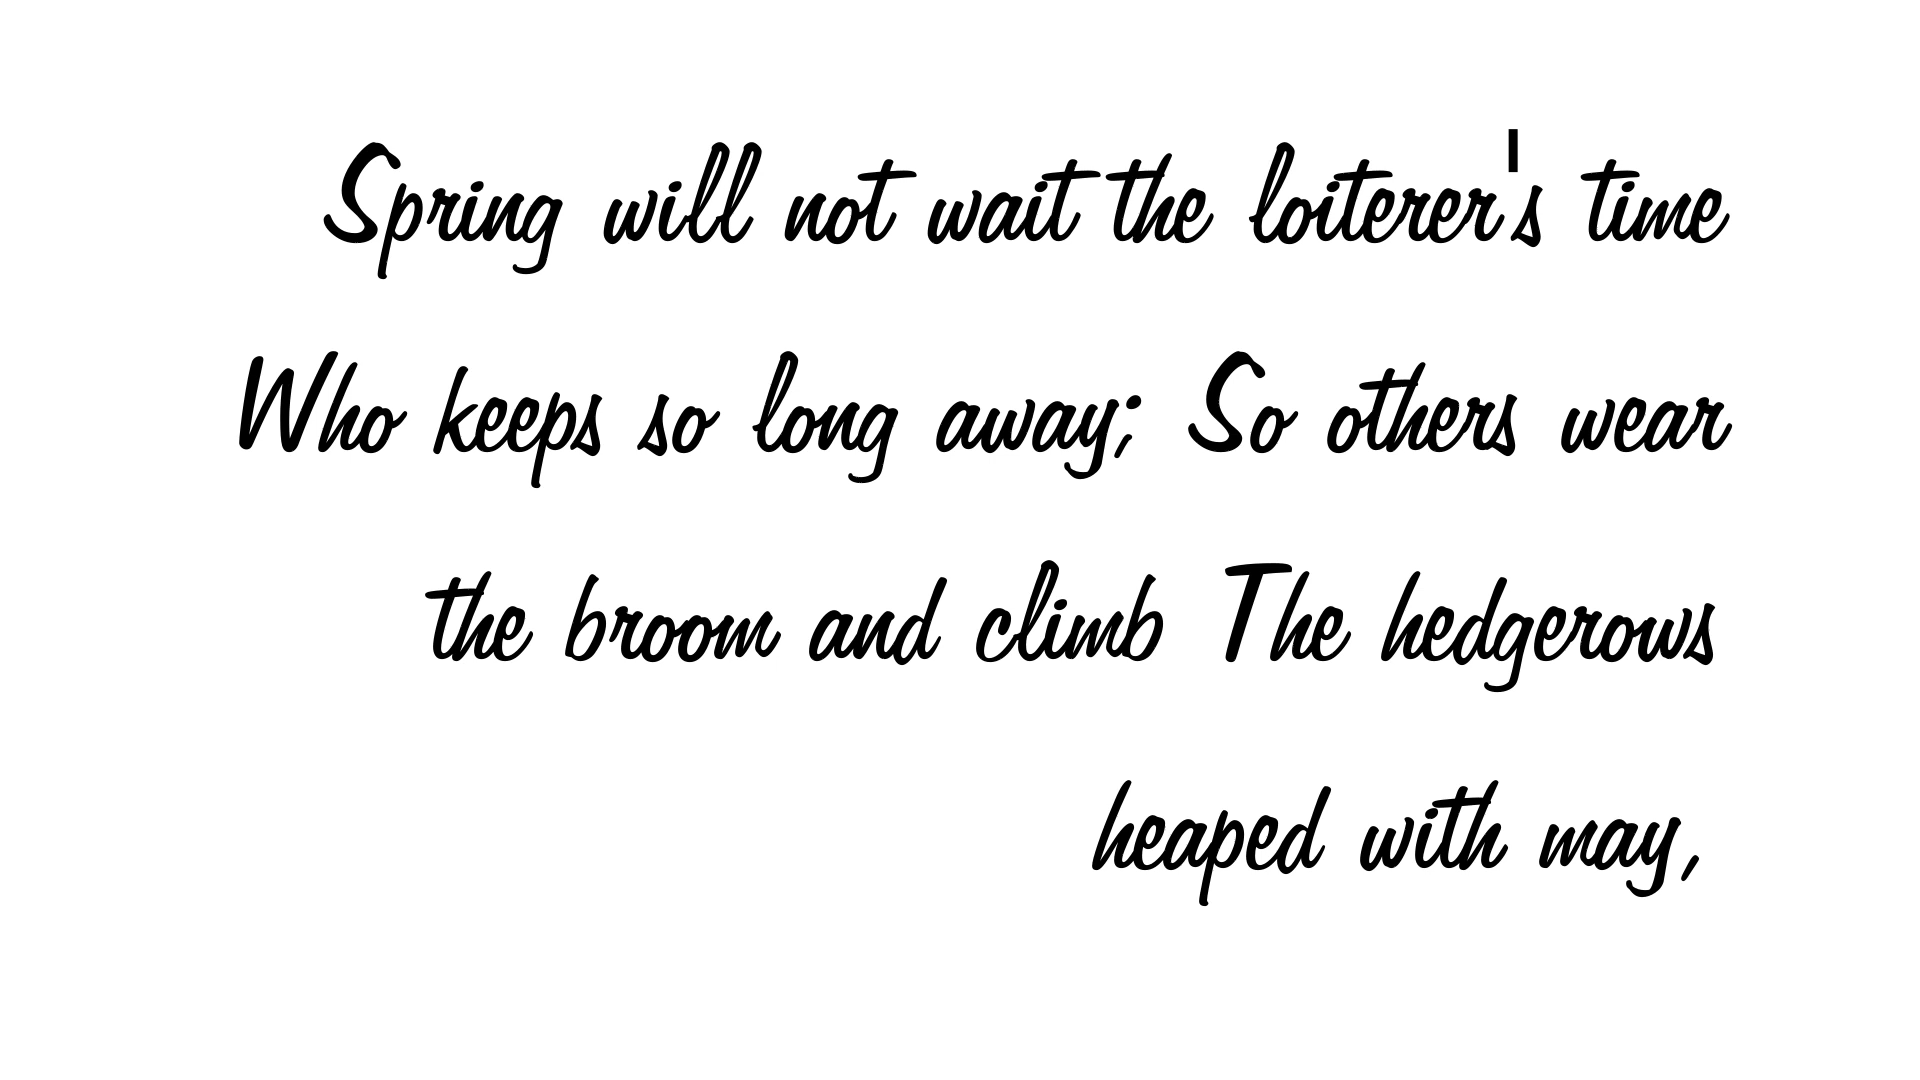 Spring will not wait the loiterer's time
Who keeps so long away; So others wear
the broom and climb The hedgerows
heaped with may,